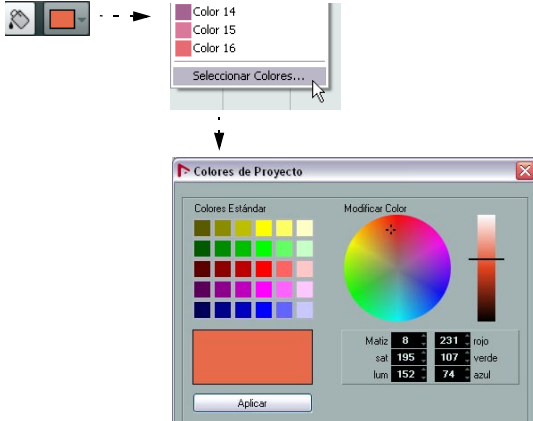 Color 14
Color 15
Color 16
Seleccionar Colores...
Colores de Proyecto
Colores Estándar
Modificar Color
Matiz 8 231 rojo
sat 195 107 verde
lum 152 74 azul
Aplicar